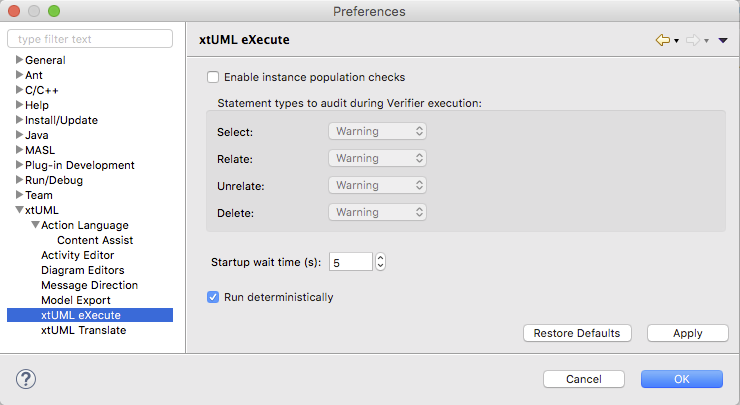 Preferences
type filter text
General
Ant
C/C++
Help
Install/Update
Java
MASL
Plug-in Development
Run/Debug
Team
xtUML
Action Language
Content Assist
Activity Editor
Diagram Editors
Message Direction
Model Export
xtUML eXecute
xtUML Translate
xtUML eXecute
Enable instance population checks
Statement types to audit during Verifier execution:
Select: Warning
Relate: Warning
Unrelate: Warning
Delete: Warning
Startup wait time (s): 5
Run deterministically
Restore Defaults Apply
? Cancel OK